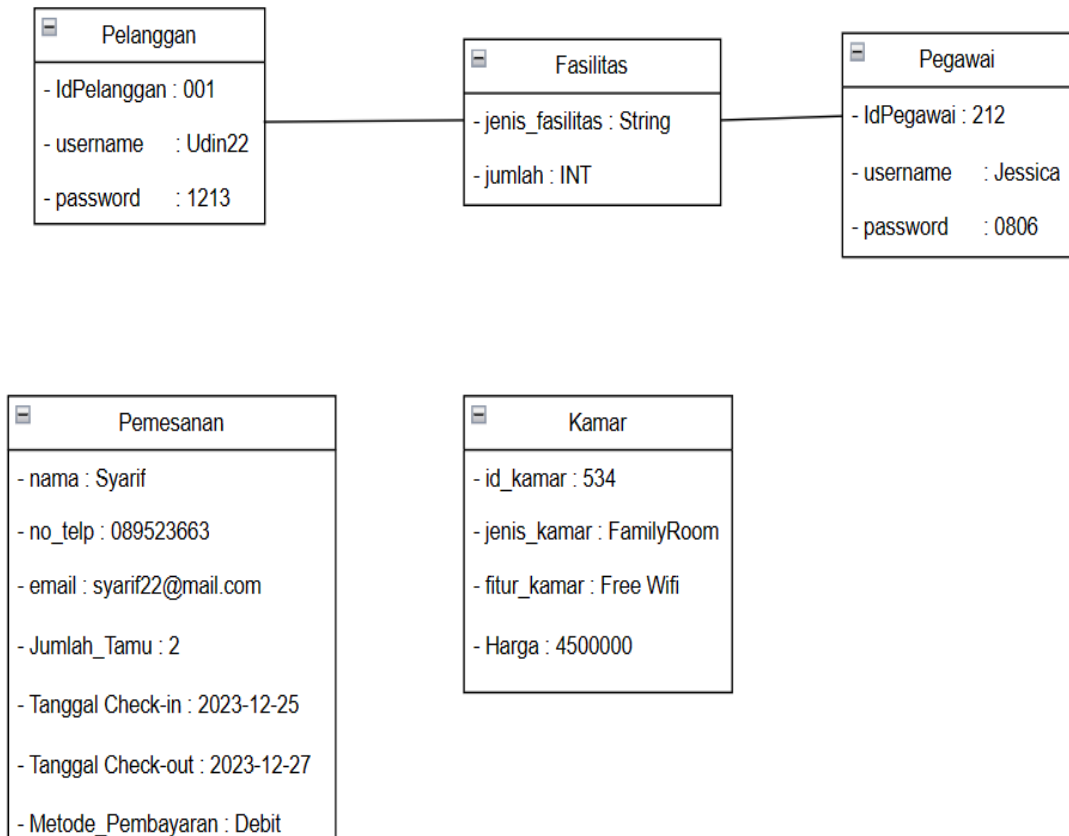 Pelanggan
- IdPelanggan : 001
- username : Udin22
- password : 1213
Fasilitas
- jenis_fasilitas : String
- jumlah : INT
Pegawai
- IdPegawai : 212
- username : Jessica
- password : 0806
Pemesanan
- nama : Syarif
- no_telp : 089523663
- email : syarif22@mail.com
- Jumlah_Tamu : 2
- Tanggal Check-in : 2023-12-25
- Tanggal Check-out : 2023-12-27
- Metode_Pembayaran : Debit
Kamar
- id_kamar : 534
- jenis_kamar : FamilyRoom
- fitur_kamar : Free Wifi
- Harga : 4500000